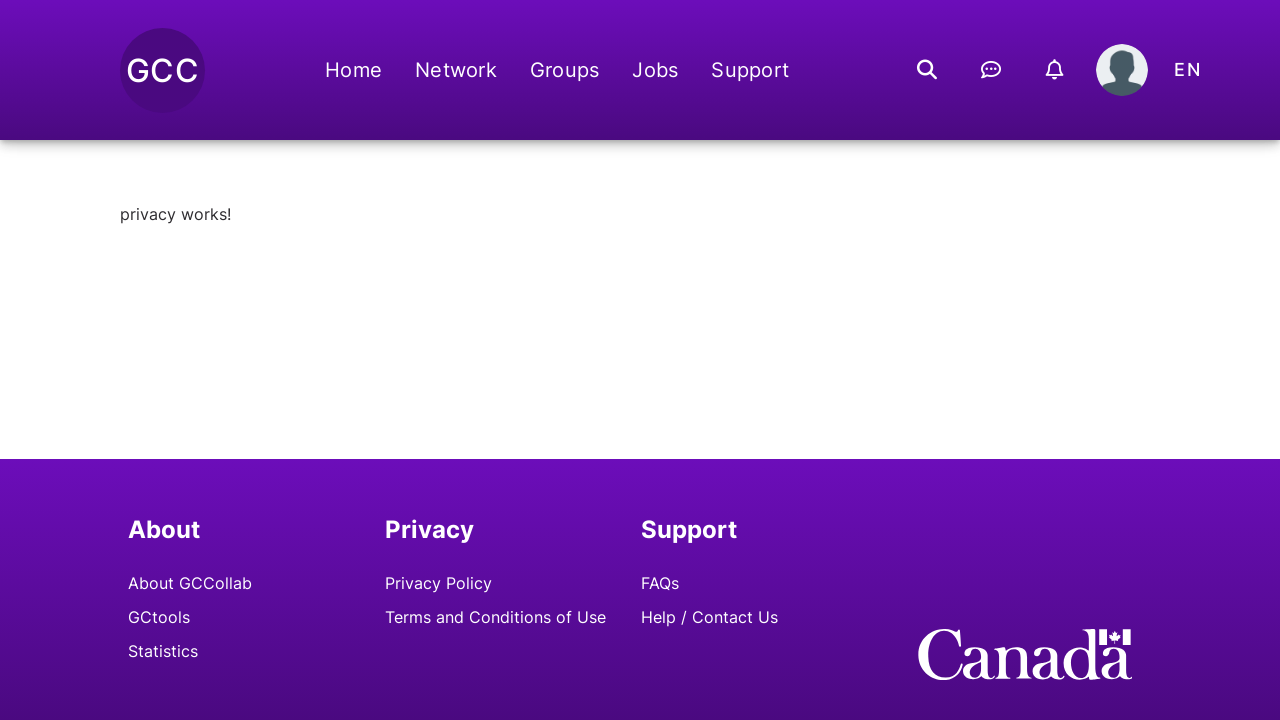 GCC
Home Network Groups Jobs Support EN
privacy works!
About Privacy Support
About GCCollab Privacy Policy FAQs
GCtools Terms and Conditions of Use Help / Contact Us
Statistics
Canada